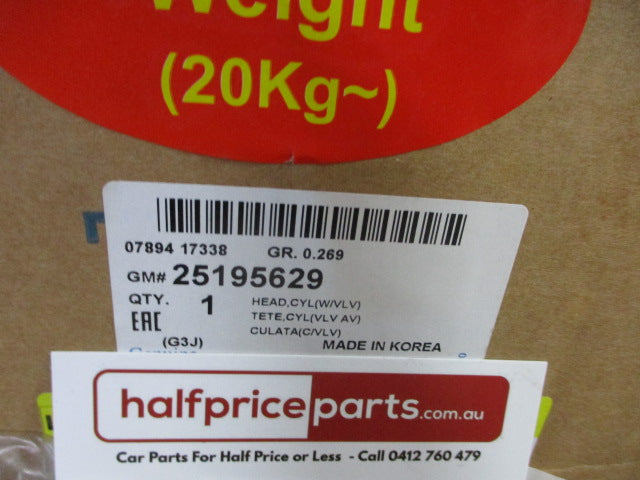 Weight
(20Kg~)
07894 17338 GR. 0.269
GM# 25195629
QTY. 1 HEAD,CYL(W/VLV)
EAC TETE,CYL(VLV AV)
CULATA(C/VLV)
(G3J) MADE IN KOREA
halfpriceparts.com.au
Car Parts For Half Price or Less - Call 0412 760 479